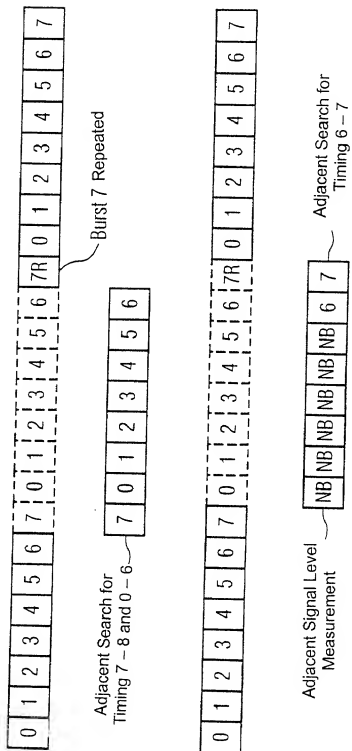 0 1 2 3 4 5 6 7 0 1 2 3 4 5 6 7R 0 1 2 3 4 5 6 7
Burst 7 Repeated
Adjacent Search for
Timing 7 – 8 and 0 – 6
7 0 1 2 3 4 5 6
0 1 2 3 4 5 6 7 0 1 2 3 4 5 6 7R 0 1 2 3 4 5 6 7
NB NB NB NB NB NB 6 7
Adjacent Signal Level
Measurement
Adjacent Search for
Timing 6 – 7